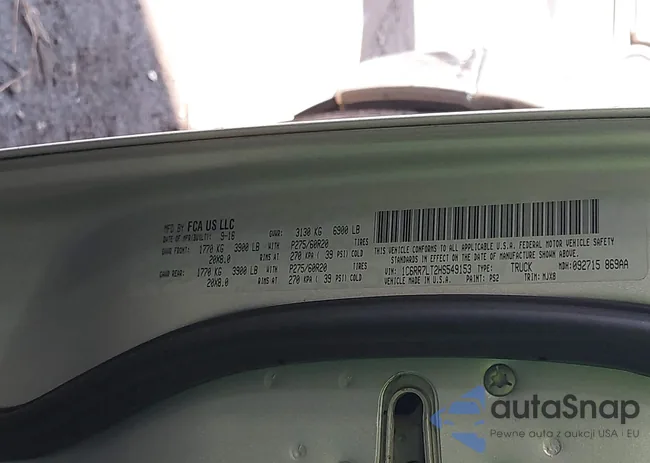 MFD BY FCA US LLC
DATE OF MFR(BUILT): 9-16 GVWR: 3130 KG 6900 LB
GAWR FRONT: 1770 KG 3900 LB WITH P275/60R20 TIRES
20X8.0 RIMS AT 270 KPA ( 39 PSI) COLD
GAWR REAR: 1770 KG 3900 LB WITH P275/60R20 TIRES
20X8.0 RIMS AT 270 KPA ( 39 PSI) COLD
THIS VEHICLE CONFORMS TO ALL APPLICABLE U.S.A. FEDERAL MOTOR VEHICLE SAFETY
STANDARDS IN EFFECT ON THE DATE OF MANUFACTURE SHOWN ABOVE.
VIN: 1C6RR7LT2HS549153 TYPE: TRUCK MDH:092715 869AA
VEHICLE MADE IN U.S.A. PAINT: PS2 TRIM: MJX8
autaSnap
Pewne auta z aukcji USA i EU